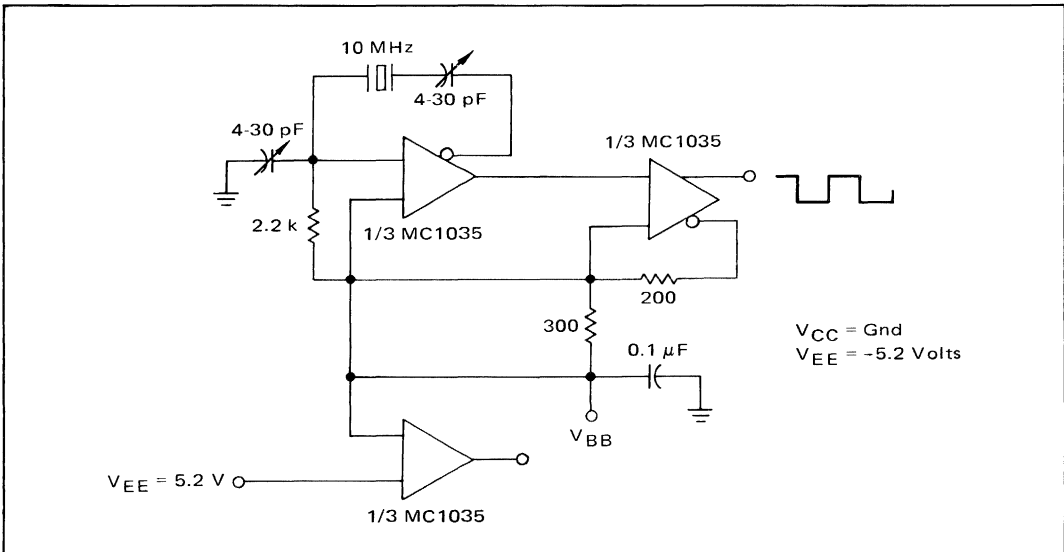 10 MHz
4-30 pF
4-30 pF
1/3 MC1035
2.2 k
1/3 MC1035
200
300
VCC = Gnd
VEE = -5.2 Volts
0.1 μF
VBB
VEE = 5.2 V
1/3 MC1035